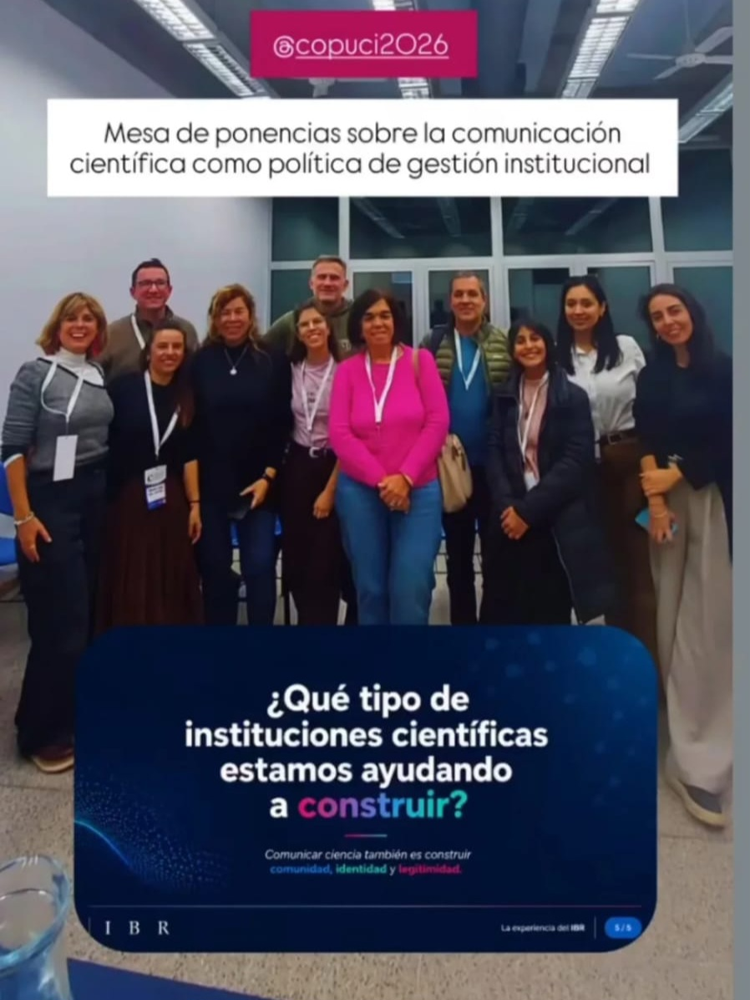 @copuci2026
Mesa de ponencias sobre la comunicación
científica como política de gestión institucional
¿Qué tipo de
instituciones científicas
estamos ayudando
a construir?
Comunicar ciencia también es construir
comunidad, identidad y legitimidad.
I B R
La experiencia del IBR
5/5